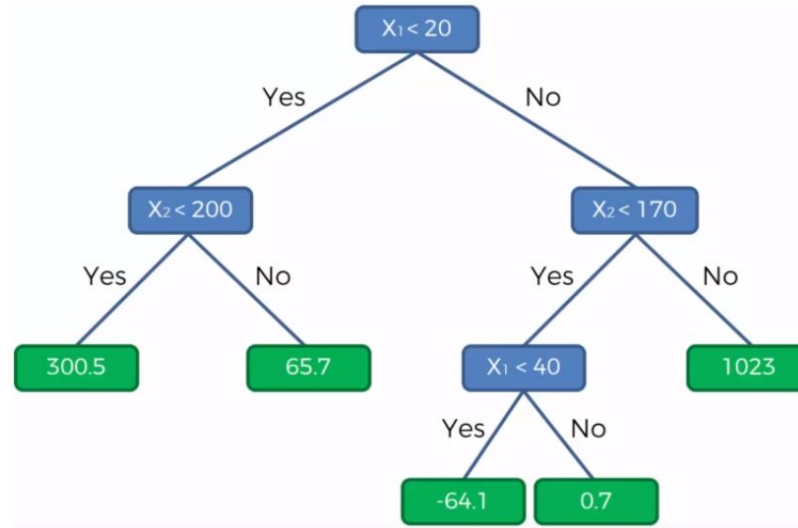 X₁ < 20
Yes
No
X₂ < 200
X₂ < 170
Yes
No
Yes
No
300.5
65.7
X₁ < 40
1023
Yes
No
-64.1
0.7